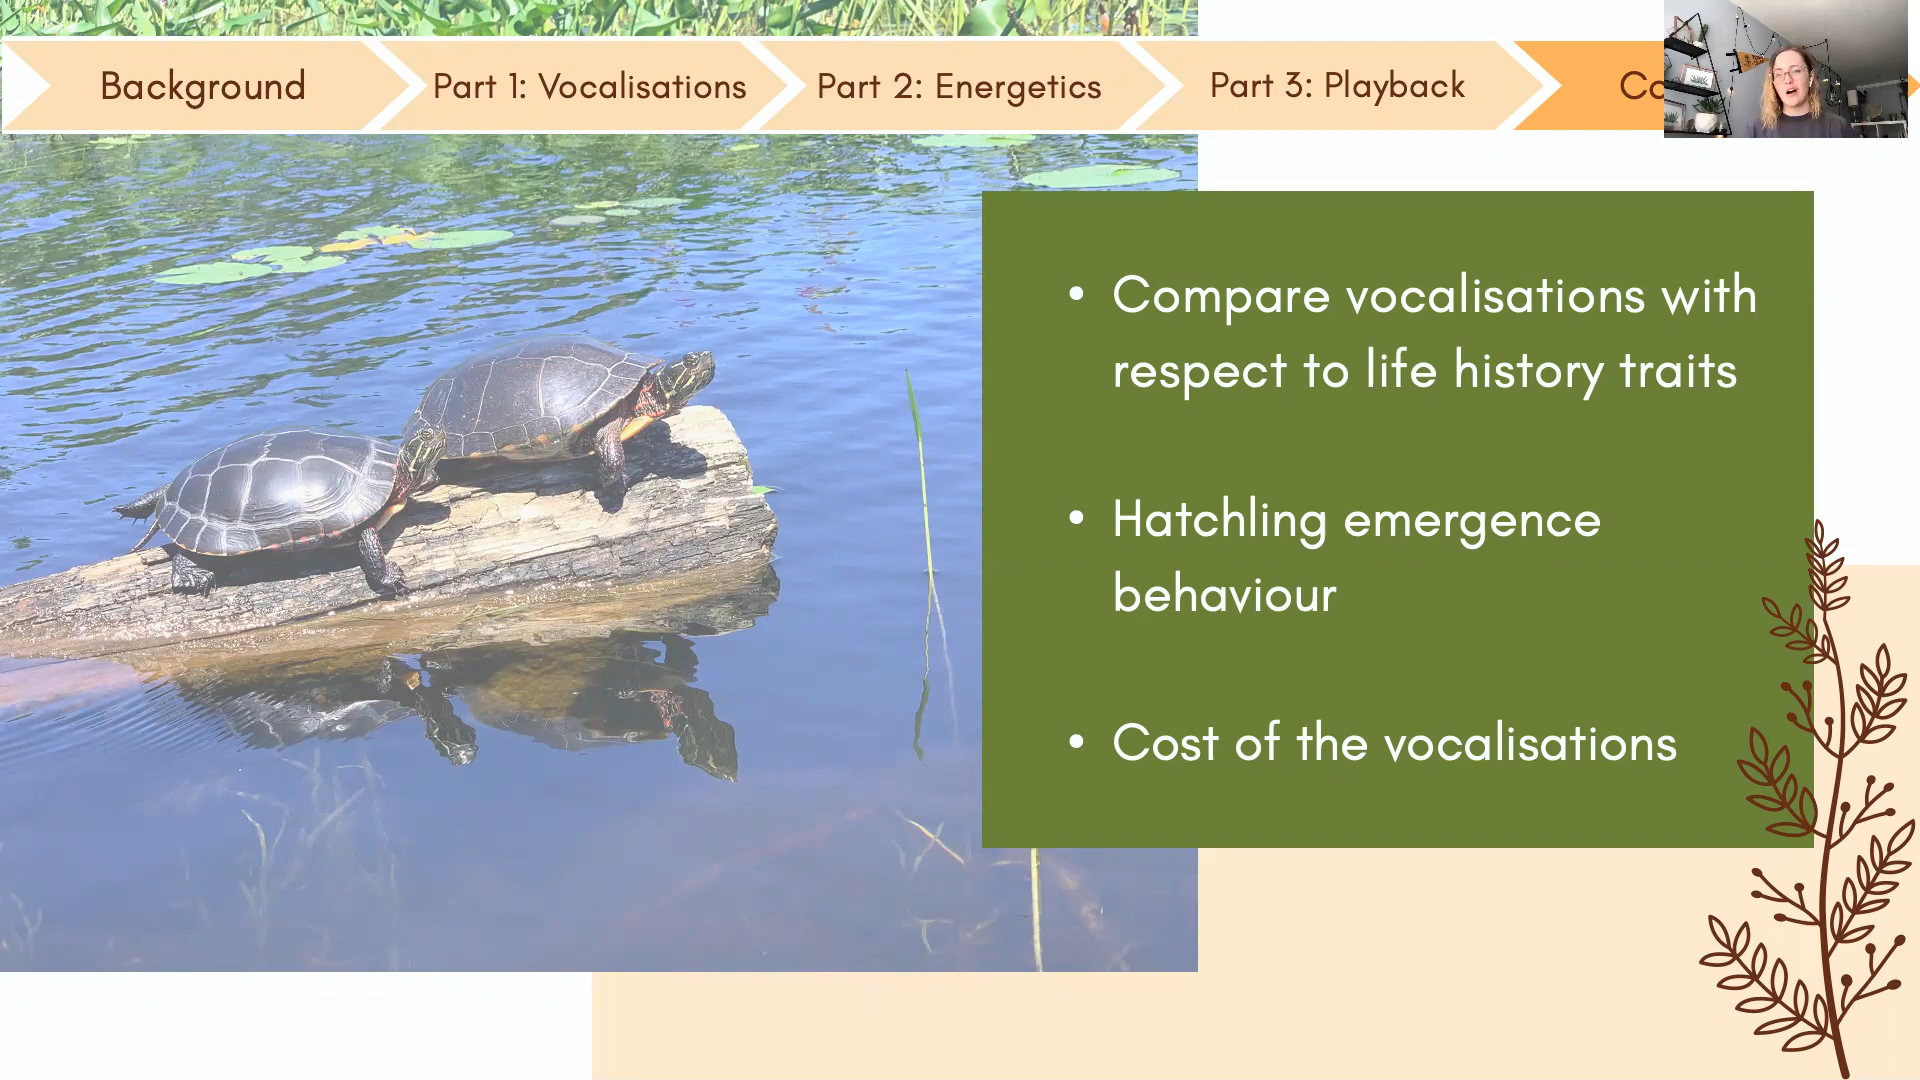 Background
Part 1: Vocalisations
Part 2: Energetics
Part 3: Playback
Compare vocalisations with
respect to life history traits
Hatchling emergence
behaviour
Cost of the vocalisations